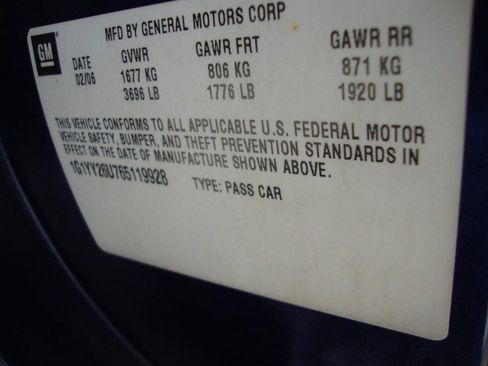 GM
MFD BY GENERAL MOTORS CORP
DATE GVWR GAWR FRT GAWR RR
02/06 1677 KG 806 KG 871 KG
3696 LB 1776 LB 1920 LB
THIS VEHICLE CONFORMS TO ALL APPLICABLE U.S. FEDERAL MOTOR
VEHICLE SAFETY, BUMPER, AND THEFT PREVENTION STANDARDS IN
EFFECT ON THE DATE OF MANUFACTURE SHOWN ABOVE.
1G1YY26U765119928 TYPE: PASS CAR